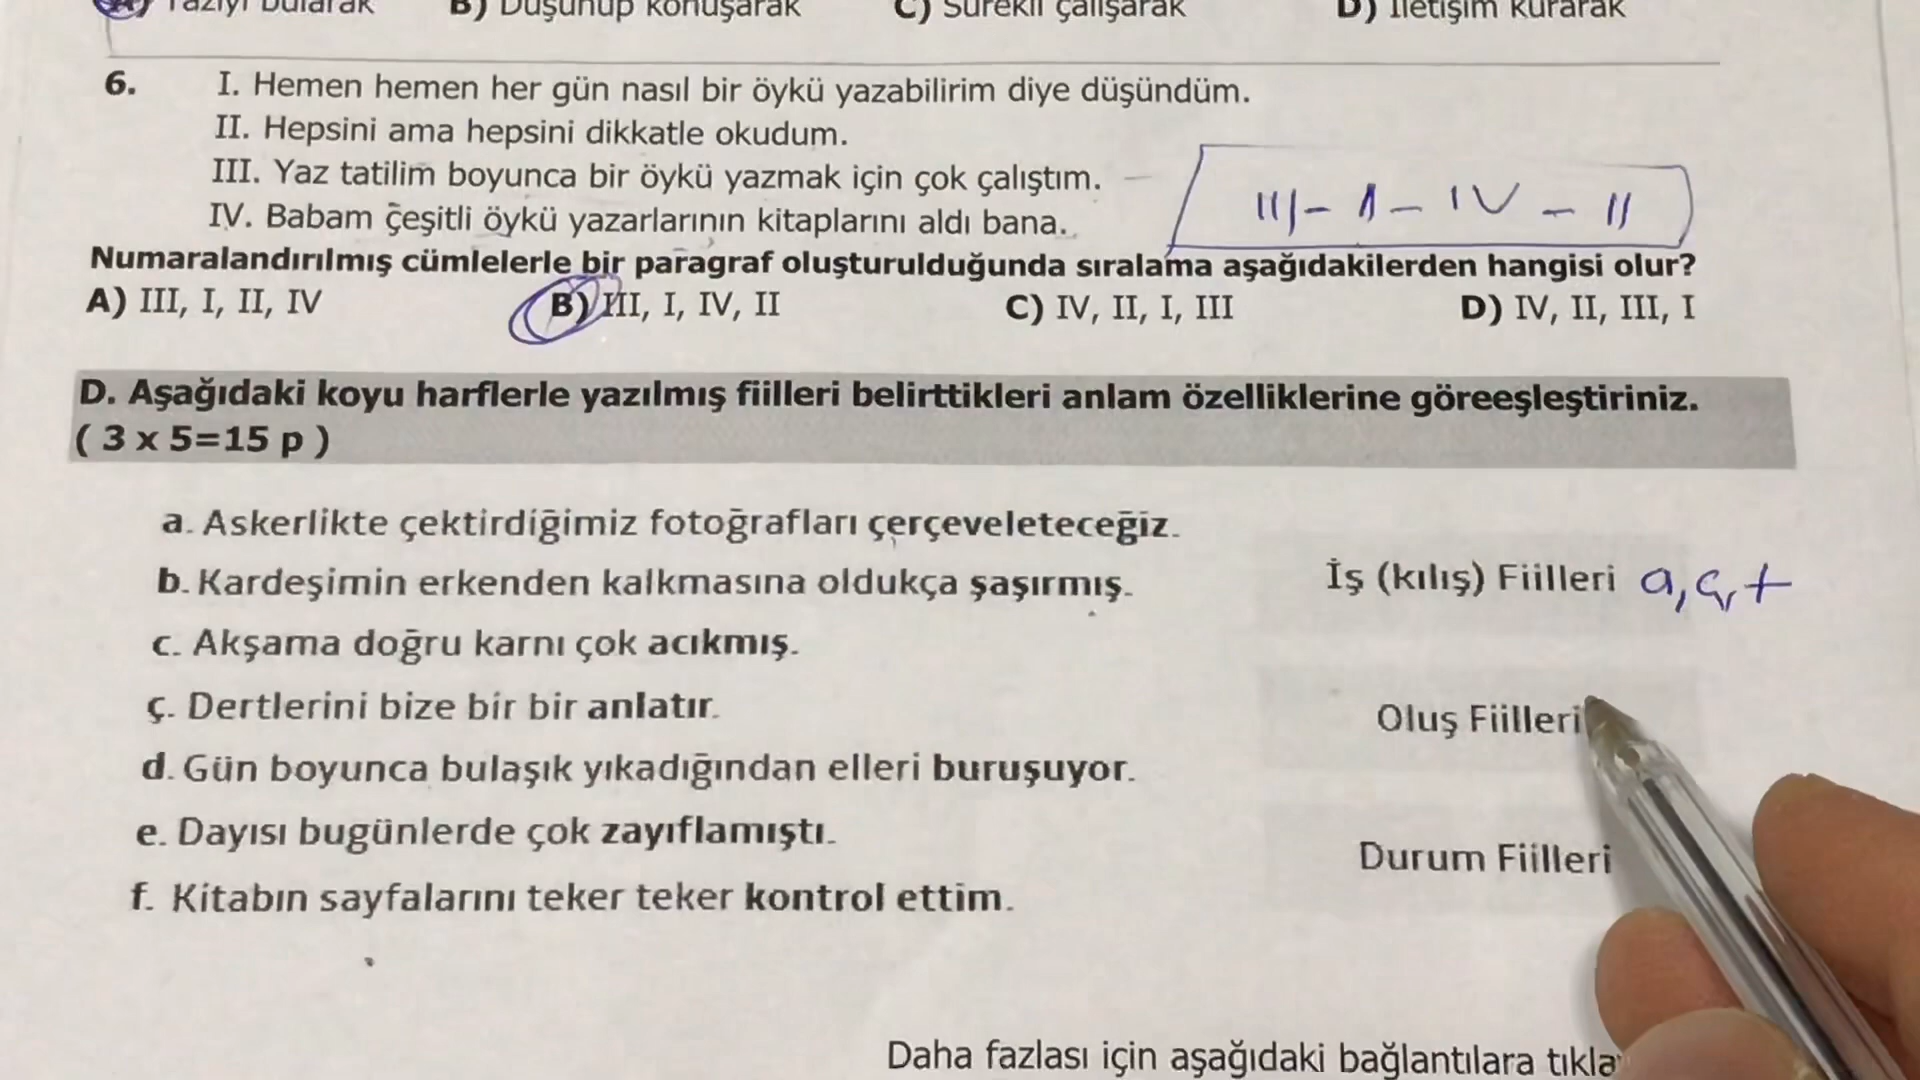 A) Yazıyı bularak B) Düşünüp konuşarak C) Sürekli çalışarak D) İletişim kurarak
6. I. Hemen hemen her gün nasıl bir öykü yazabilirim diye düşündüm.
II. Hepsini ama hepsini dikkatle okudum.
III. Yaz tatilim boyunca bir öykü yazmak için çok çalıştım.
IV. Babam çeşitli öykü yazarlarının kitaplarını aldı bana.
III - I - IV - II
Numaralandırılmış cümlelerle bir paragraf oluşturulduğunda sıralama aşağıdakilerden hangisi olur?
A) III, I, II, IV B) III, I, IV, II C) IV, II, I, III D) IV, II, III, I
D. Aşağıdaki koyu harflerle yazılmış fiilleri belirttikleri anlam özelliklerine göreeşleştiriniz.
( 3 x 5=15 p )
a. Askerlikte çektirdiğimiz fotoğrafları çerçeveleteceğiz.
b. Kardeşimin erkenden kalkmasına oldukça şaşırmış.
c. Akşama doğru karnı çok acıkmış.
ç. Dertlerini bize bir bir anlatır.
d. Gün boyunca bulaşık yıkadığından elleri buruşuyor.
e. Dayısı bugünlerde çok zayıflamıştı.
f. Kitabın sayfalarını teker teker kontrol ettim.
İş (kılış) Fiilleri a, ç, f
Oluş Fiilleri
Durum Fiilleri
Daha fazlası için aşağıdaki bağlantılara